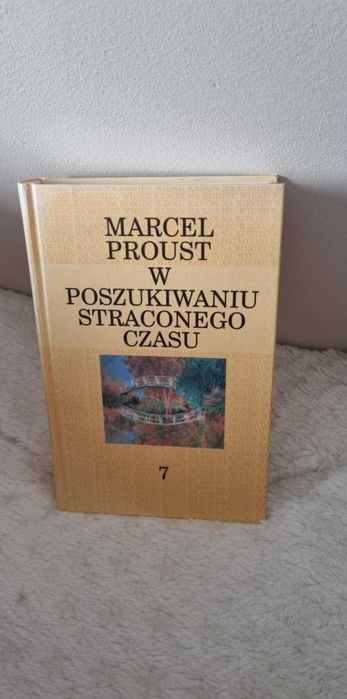 MARCEL
PROUST
W
POSZUKIWANIU
STRACONEGO
CZASU
7